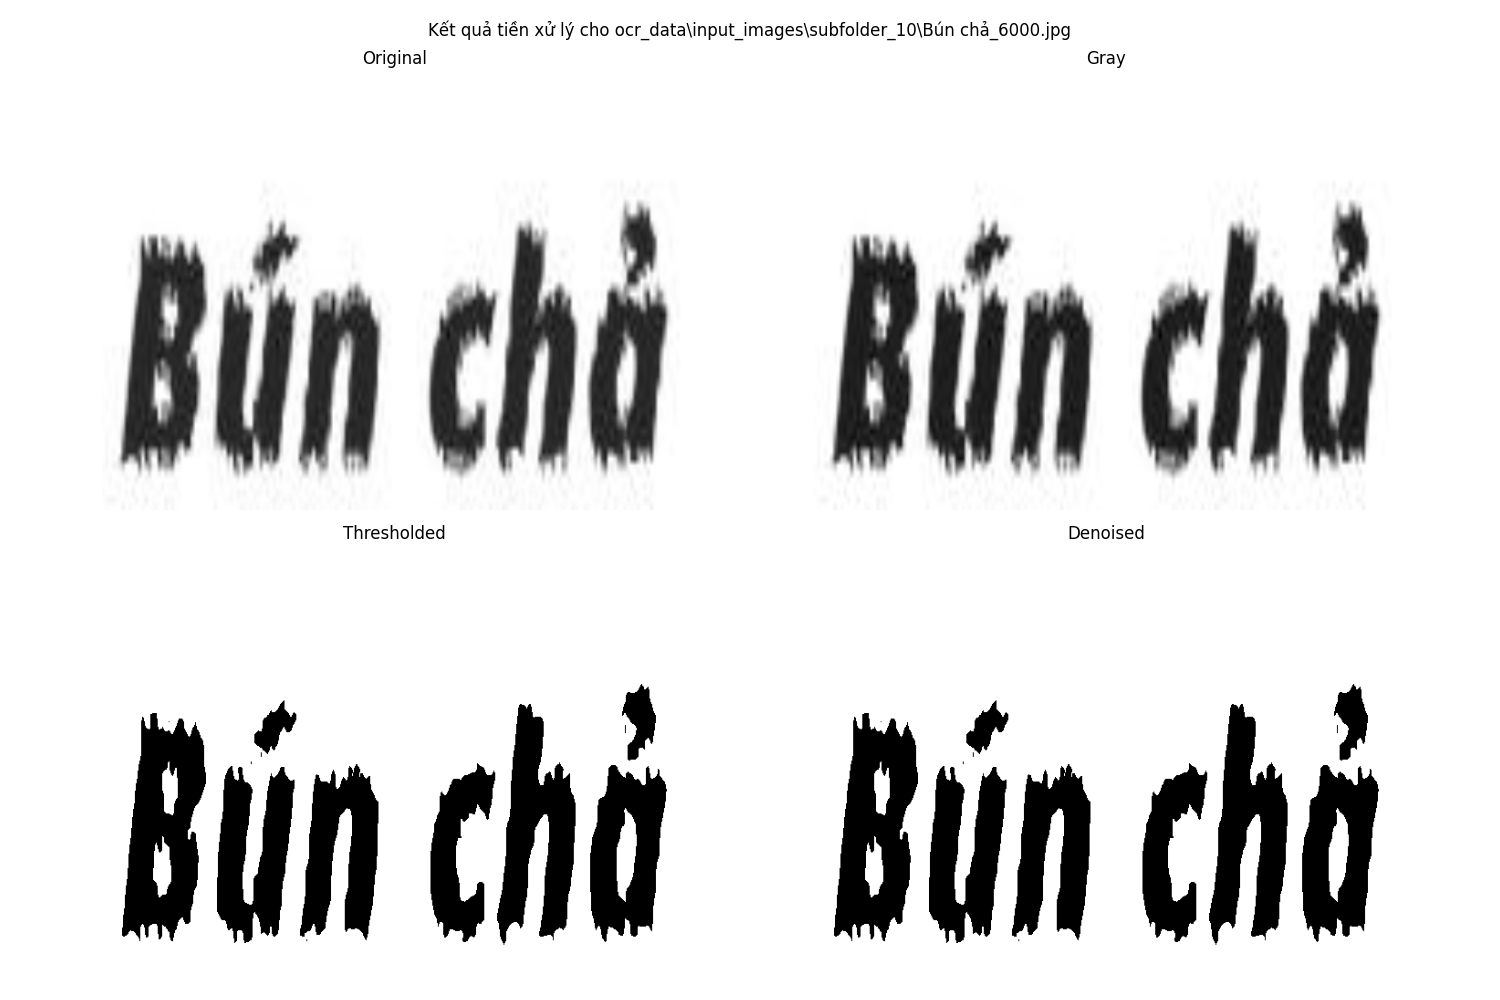 Kết quả tiền xử lý cho ocr_data\input_images\subfolder_10\Bún chả_6000.jpg
Original
Gray
Bún chả
Bún chả
Thresholded
Denoised
Bún chả
Bún chả